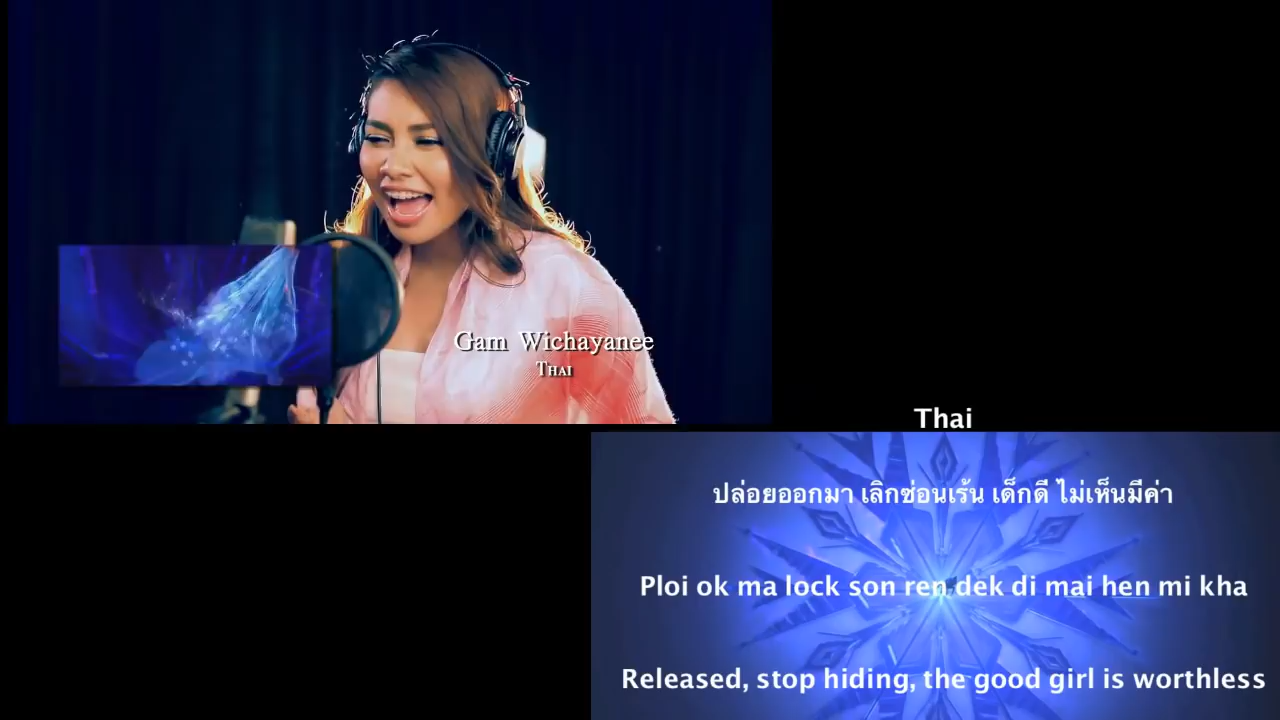 Gam Wichayanee
Thai
Thai
ปล่อยออกมา เลิกซ่อนเร้น เด็กดี ไม่เห็นมีค่า
Ploi ok ma lock son ren dek di mai hen mi kha
Released, stop hiding, the good girl is worthless